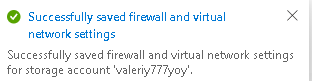 Successfully saved firewall and virtual
network settings
Successfully saved firewall and virtual network settings
for storage account 'valeriy777yoy'.